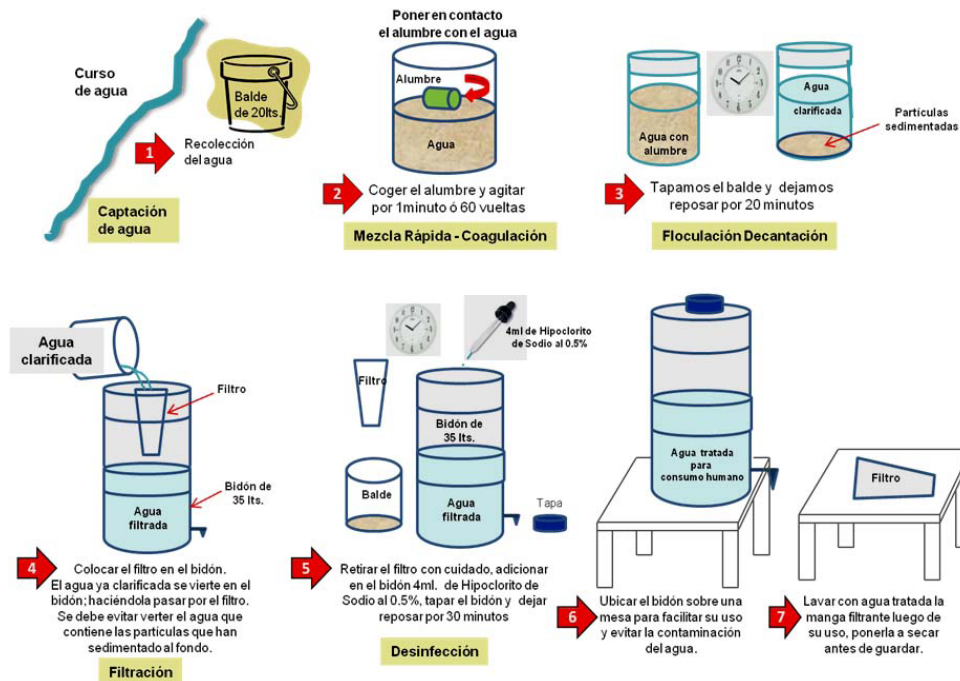 Curso
de agua
Balde
de 20lts.
1
Recolección
del agua
Captación
de agua
Poner en contacto
el alumbre con el agua
Alumbre
Agua
2
Coger el alumbre y agitar
por 1minuto ó 60 vueltas
Mezcla Rápida - Coagulación
Agua con
alumbre
Agua
clarificada
Partículas
sedimentadas
3
Tapamos el balde y dejamos
reposar por 20 minutos
Floculación Decantación
Agua
clarificada
Filtro
Bidón de
35 lts.
Agua
filtrada
4
Colocar el filtro en el bidón.
El agua ya clarificada se vierte en el
bidón; haciéndola pasar por el filtro.
Se debe evitar verter el agua que
contiene las partículas que han
sedimentado al fondo.
Filtración
4ml de Hipoclorito
de Sodio al 0.5%
Filtro
Bidón de
35 lts.
Balde
Agua
filtrada
Tapa
5
Retirar el filtro con cuidado, adicionar
en el bidón 4ml. de Hipoclorito de
Sodio al 0.5%, tapar el bidón y dejar
reposar por 30 minutos
Desinfección
Agua tratada
para
consumo humano
6
Ubicar el bidón sobre una
mesa para facilitar su uso
y evitar la contaminación
del agua.
Filtro
7
Lavar con agua tratada la
manga filtrante luego de
su uso, ponerla a secar
antes de guardar.